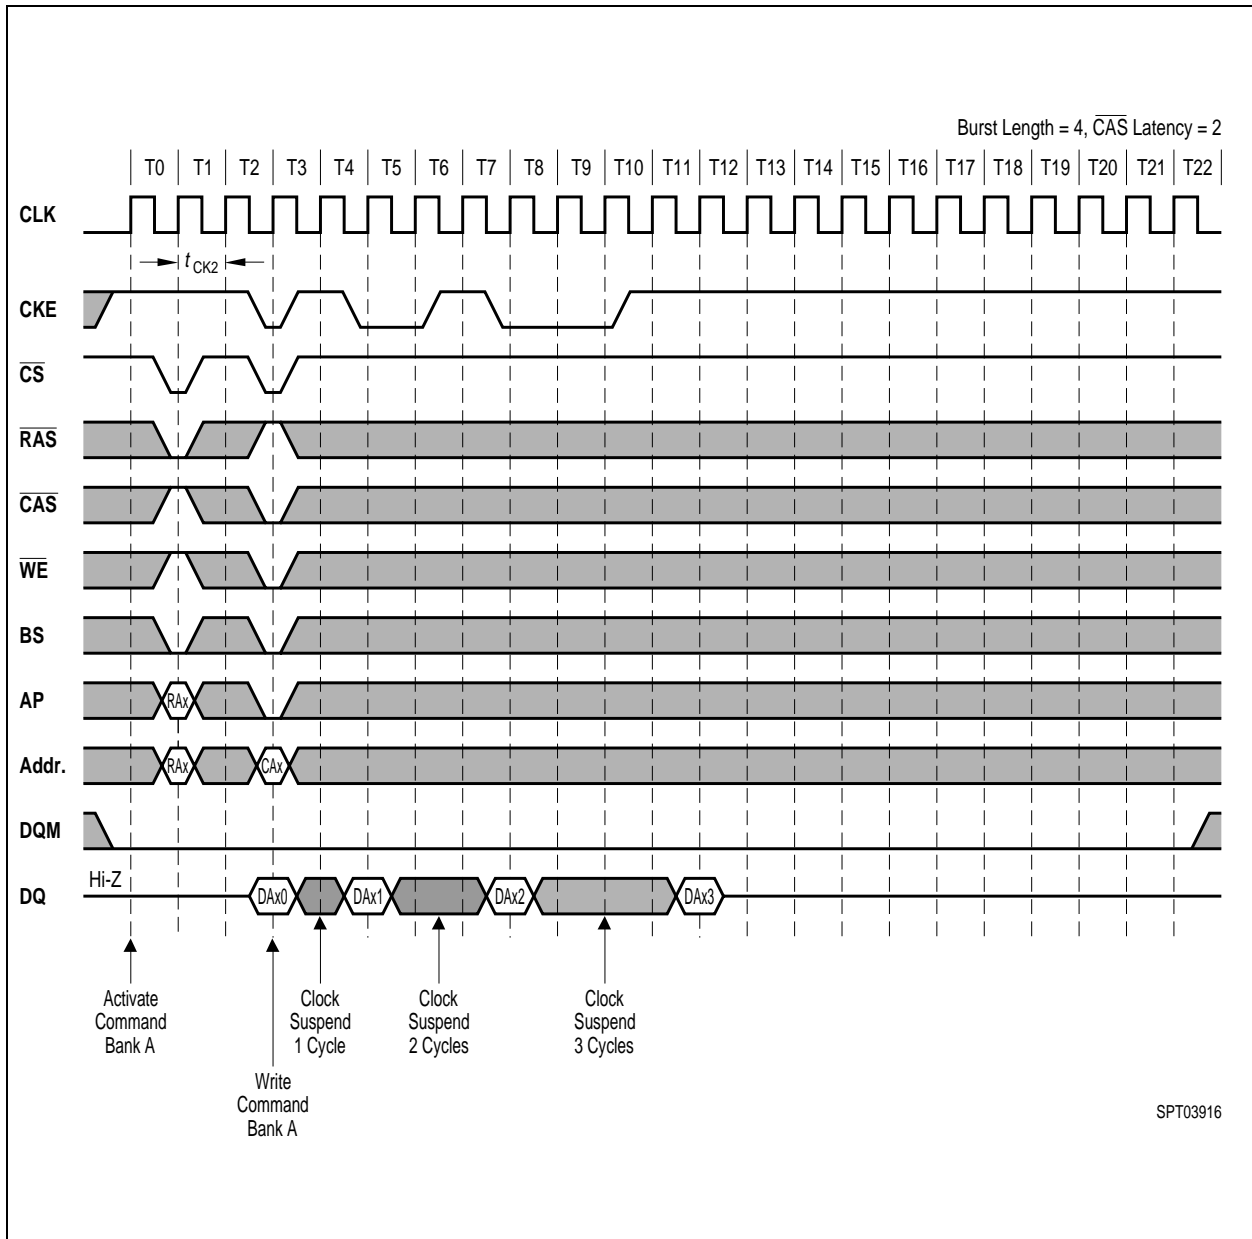 Burst Length = 4, CAS Latency = 2
T0 T1 T2 T3 T4 T5 T6 T7 T8 T9 T10 T11 T12 T13 T14 T15 T16 T17 T18 T19 T20 T21 T22
CLK
t CK2
CKE
CS
RAS
CAS
WE
BS
AP RAx
Addr. RAx CAx
DQM
Hi-Z
DQ DAx0 DAx1 DAx2 DAx3
Activate
Command
Bank A
Write
Command
Bank A
Clock
Suspend
1 Cycle
Clock
Suspend
2 Cycles
Clock
Suspend
3 Cycles
SPT03916